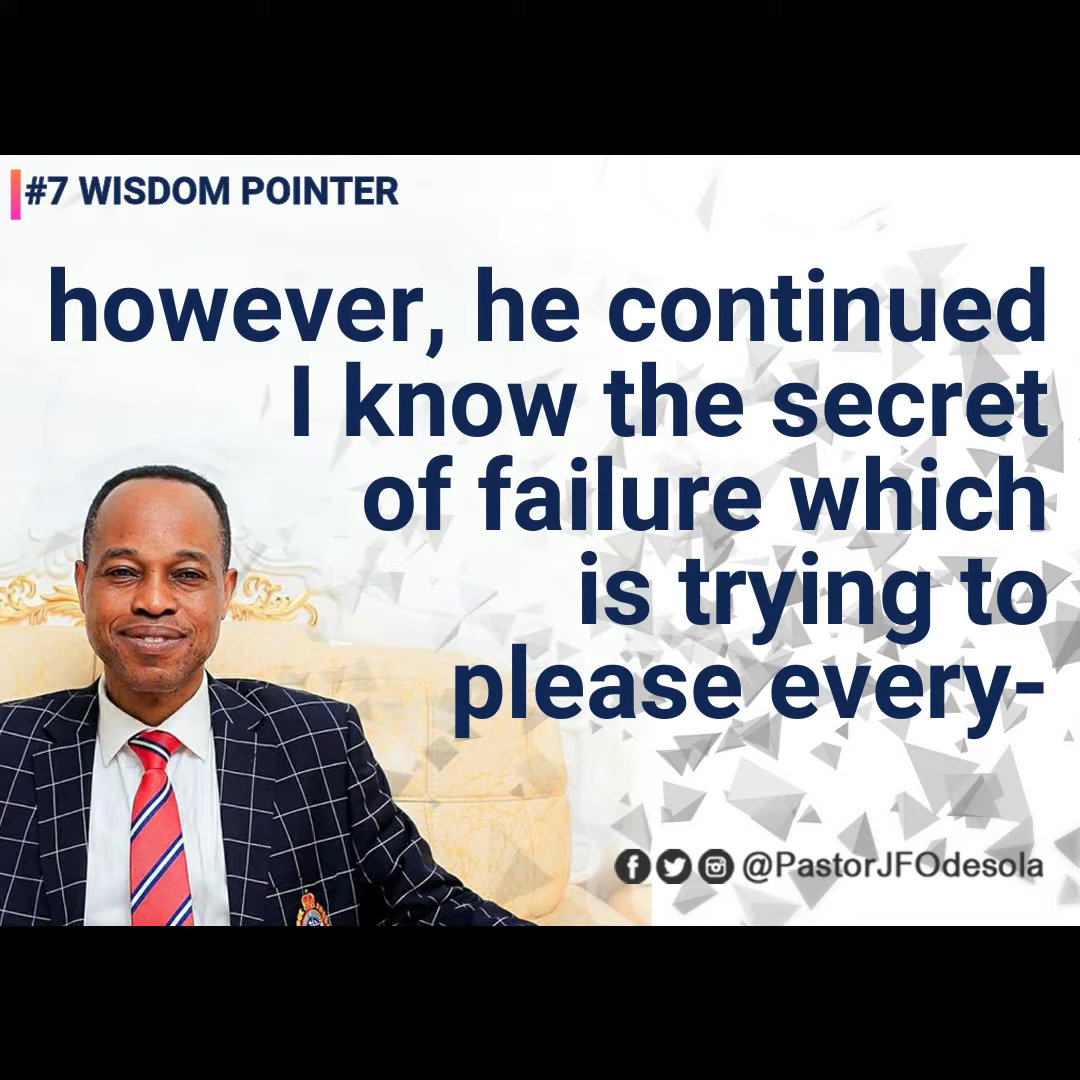 #7 WISDOM POINTER
however, he continued
I know the secret
of failure which
is trying to
please every-
@PastorJFOdesola